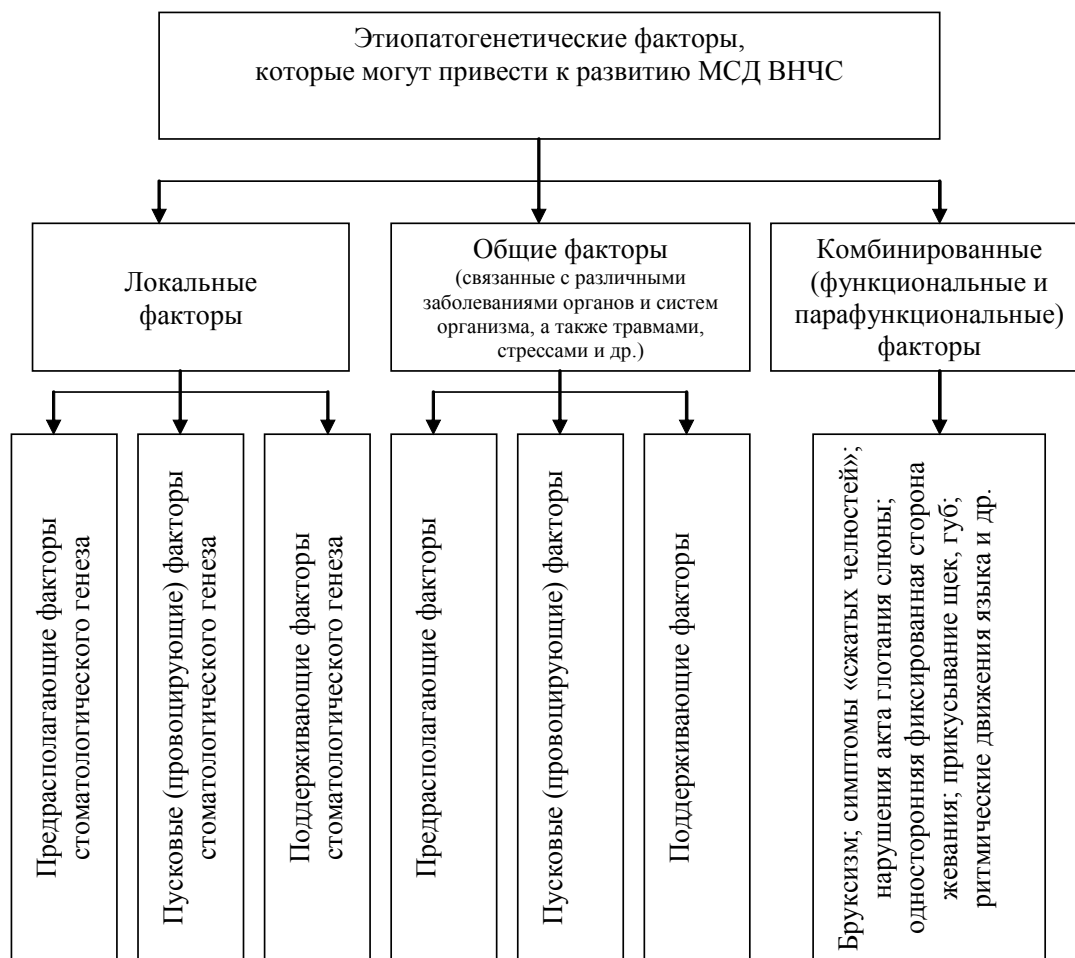 Этиопатогенетические факторы,
которые могут привести к развитию МСД ВНЧС
Локальные
факторы
Общие факторы
(связанные с различными
заболеваниями органов и систем
организма, а также травмами,
стрессами и др.)
Комбинированные
(функциональные и
парафункциональные)
факторы
Предрасполагающие факторы
стоматологического генеза
Пусковые (провоцирующие) факторы
стоматологического генеза
Поддерживающие факторы
стоматологического генеза
Предрасполагающие факторы
Пусковые (провоцирующие) факторы
Поддерживающие факторы
Бруксизм; симптомы «сжатых челюстей»;
нарушения акта глотания слюны;
односторонняя фиксированная сторона
жевания; прикусывание щек, губ;
ритмические движения языка и др.